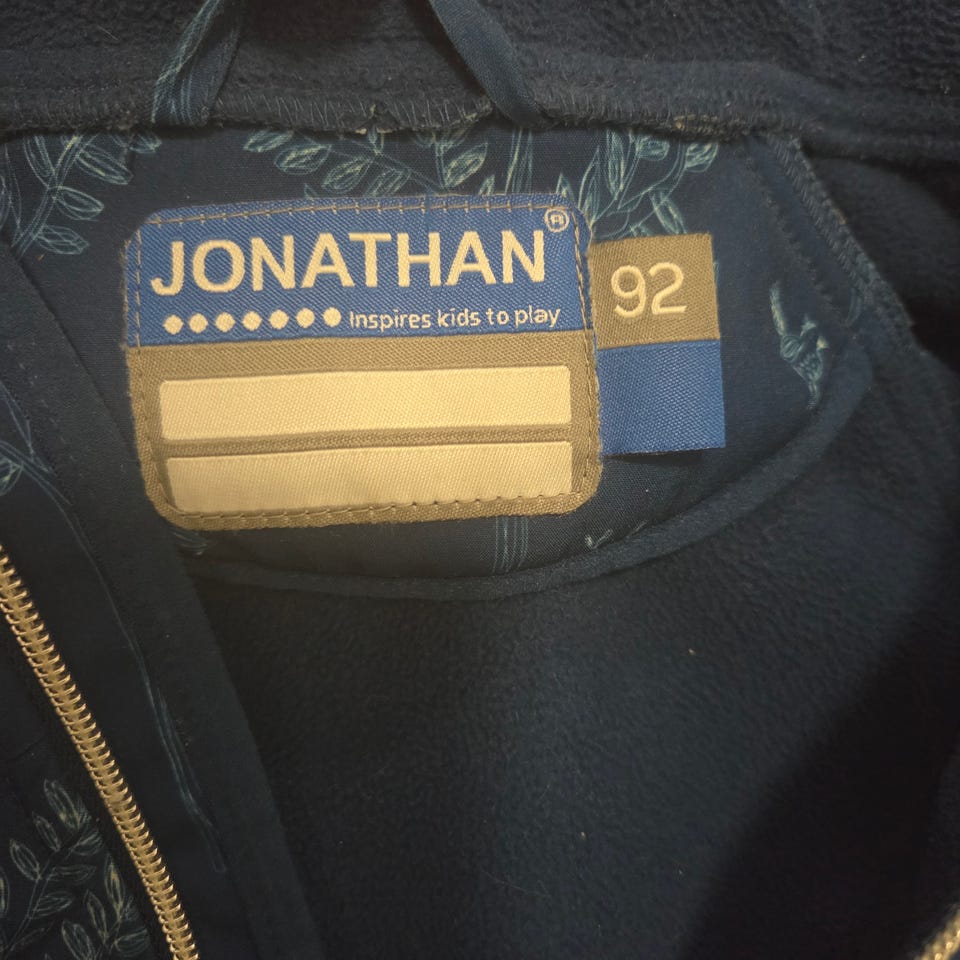 JONATHAN®
Inspires kids to play
92